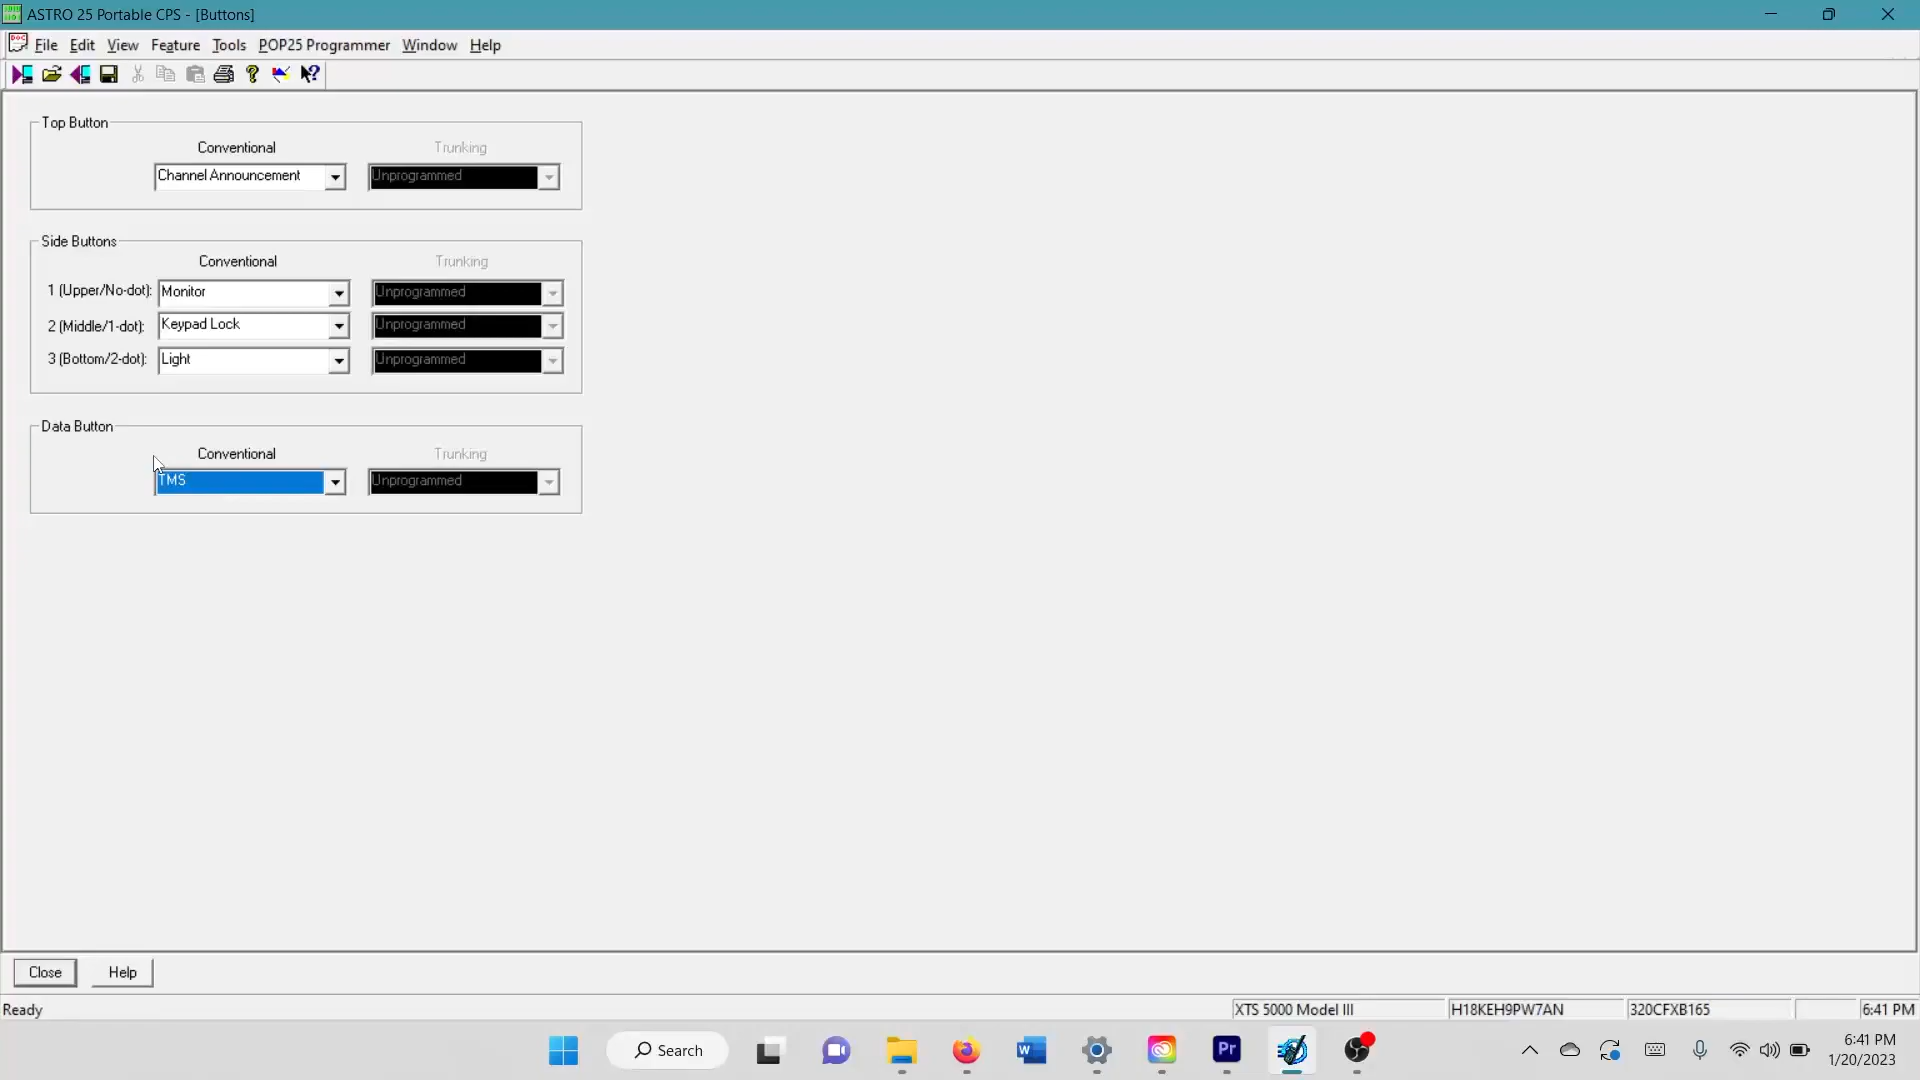 ASTRO 25 Portable CPS - [Buttons]
File Edit View Feature Tools POP25 Programmer Window Help
Top Button
Conventional Trunking
Channel Announcement Unprogrammed
Side Buttons
Conventional Trunking
1 (Upper/No-dot): Monitor Unprogrammed
2 (Middle/1-dot): Keypad Lock Unprogrammed
3 (Bottom/2-dot): Light Unprogrammed
Data Button
Conventional Trunking
TMS Unprogrammed
Close Help
Ready XTS 5000 Model III H18KEH9PW7AN 320CFXB165 6:41 PM
Search W Pr 6:41 PM
1/20/2023